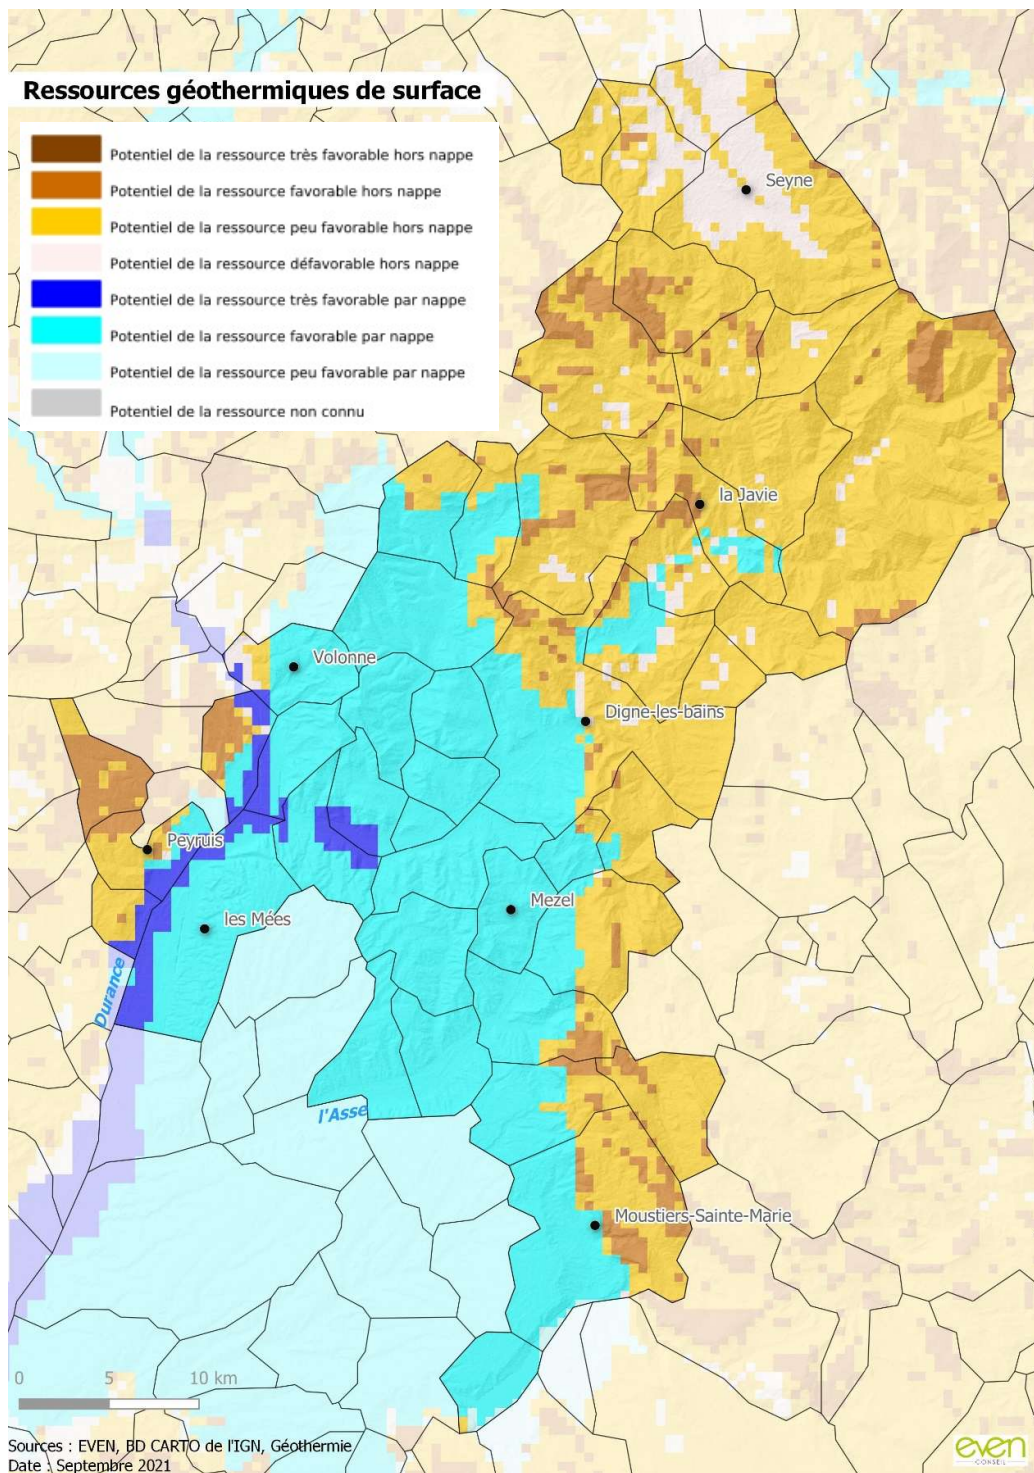 Ressources géothermiques de surface
Potentiel de la ressource très favorable hors nappe
Potentiel de la ressource favorable hors nappe
Potentiel de la ressource peu favorable hors nappe
Potentiel de la ressource défavorable hors nappe
Potentiel de la ressource très favorable par nappe
Potentiel de la ressource favorable par nappe
Potentiel de la ressource peu favorable par nappe
Potentiel de la ressource non connu
Seyne
la Javie
Volonne
Digne-les-bains
Peyruis
Mezel
les Mées
Durance
l'Asse
Moustiers-Sainte-Marie
0 5 10 km
Sources : EVEN, BD CARTO de l'IGN, Géothermie
Date : Septembre 2021
even
CONSEIL